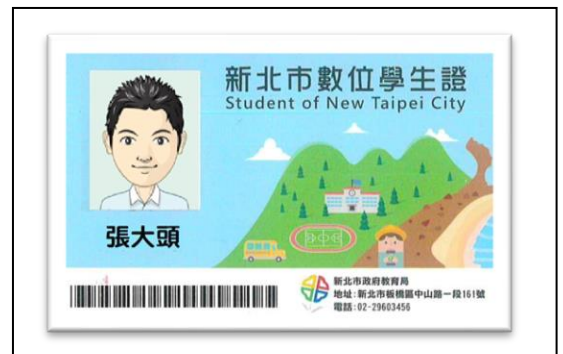 新北市數位學生證
Student of New Taipei City
張大頭
新北市政府教育局
地址:新北市板橋區中山路一段161號
電話:02-29603456